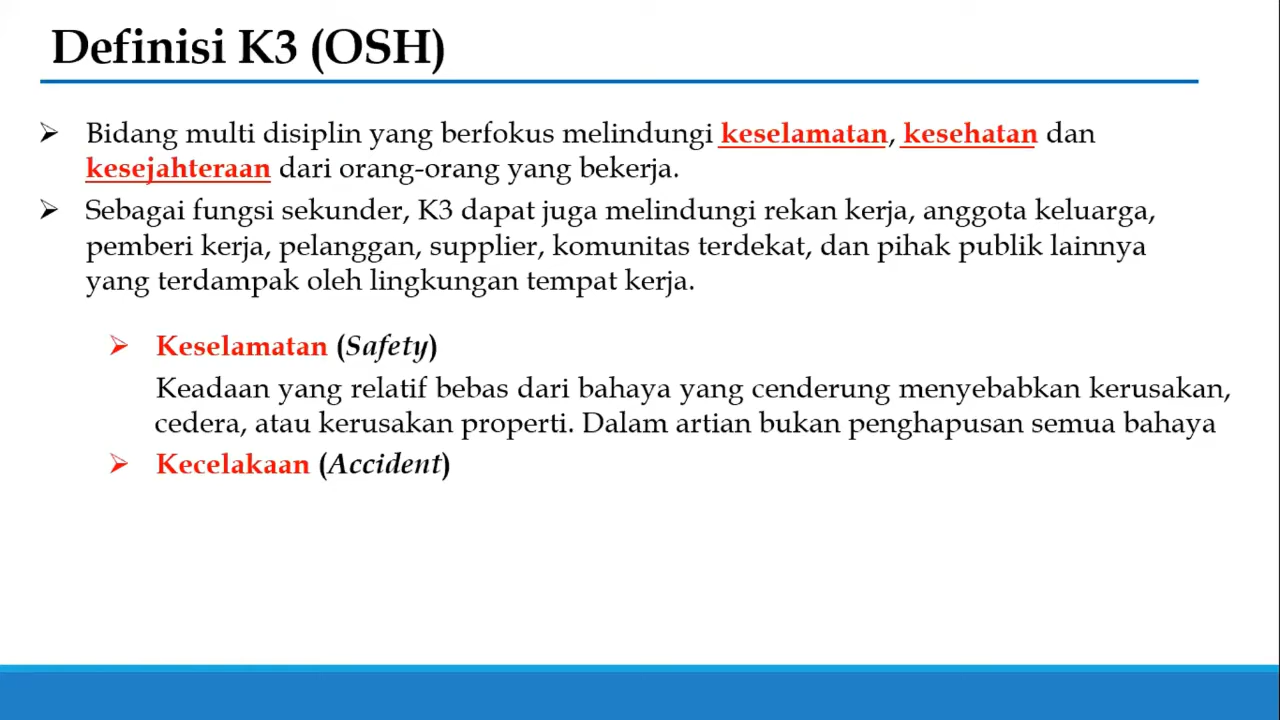 Definisi K3 (OSH)
➢ Bidang multi disiplin yang berfokus melindungi keselamatan, kesehatan dan
kesejahteraan dari orang-orang yang bekerja.
➢ Sebagai fungsi sekunder, K3 dapat juga melindungi rekan kerja, anggota keluarga,
pemberi kerja, pelanggan, supplier, komunitas terdekat, dan pihak publik lainnya
yang terdampak oleh lingkungan tempat kerja.
➢ Keselamatan (Safety)
Keadaan yang relatif bebas dari bahaya yang cenderung menyebabkan kerusakan,
cedera, atau kerusakan properti. Dalam artian bukan penghapusan semua bahaya
➢ Kecelakaan (Accident)